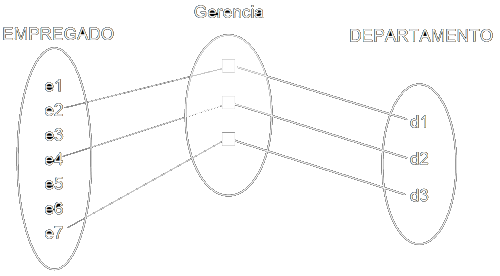 Gerencia
EMPREGADO
DEPARTAMENTO
e1
e2
e3
e4
e5
e6
e7
d1
d2
d3